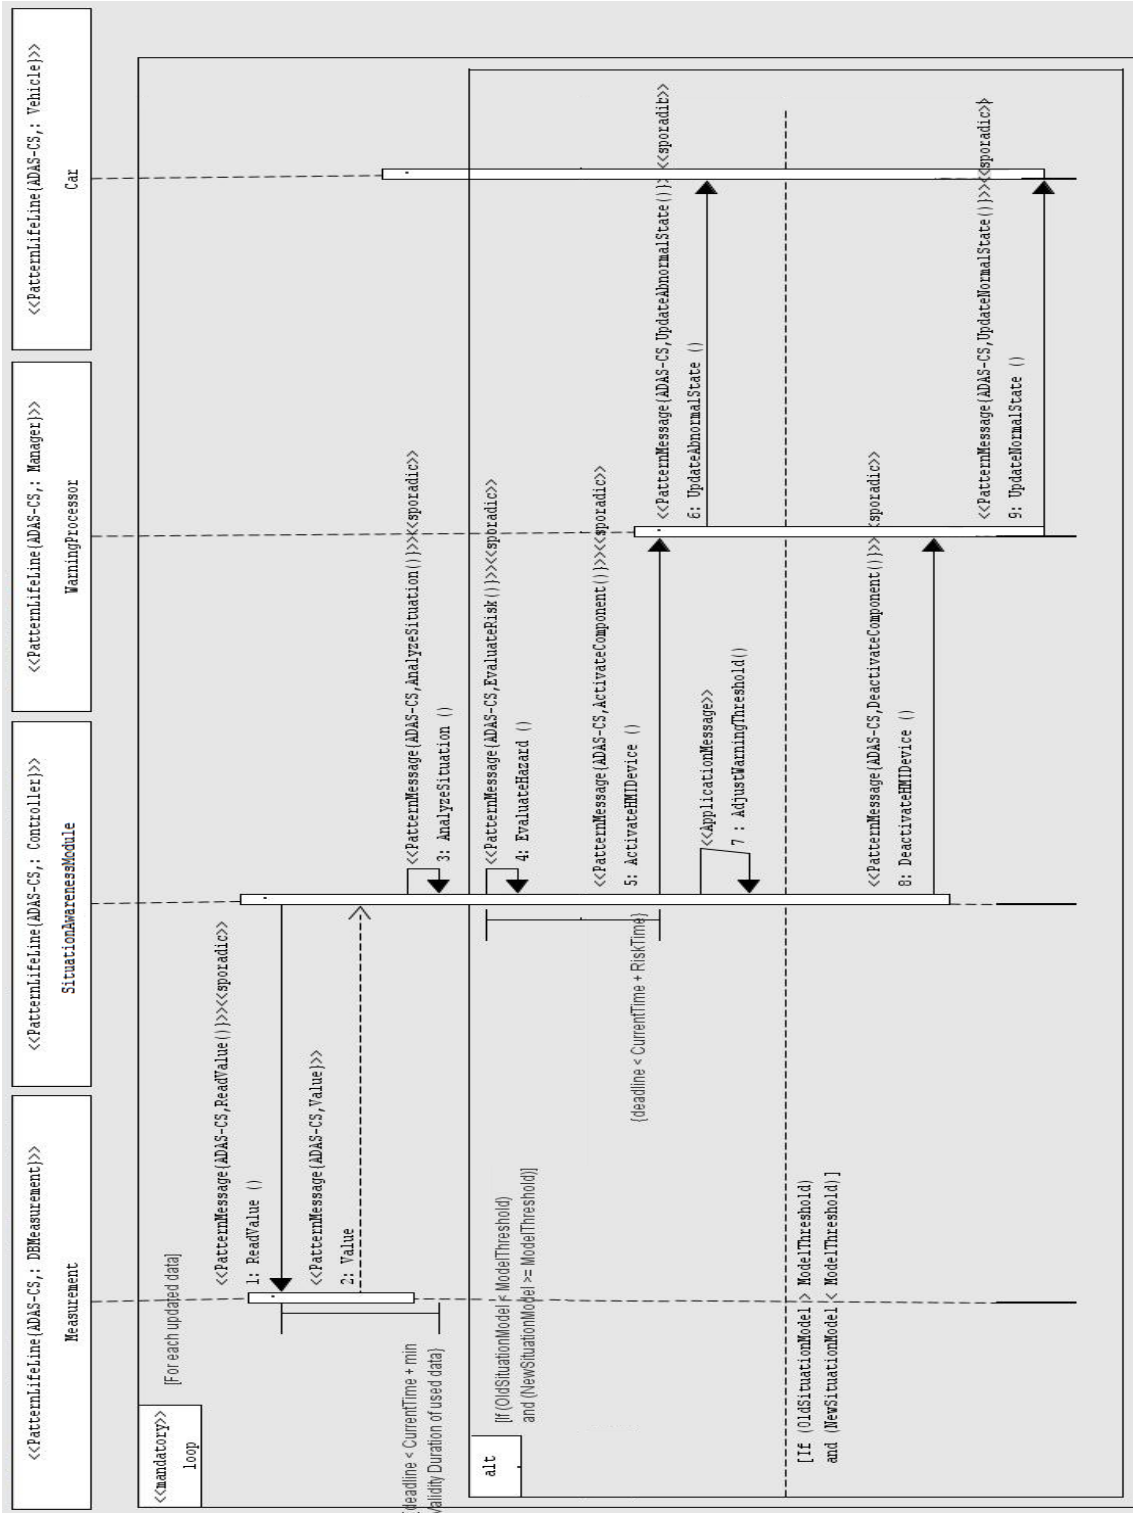 <<PatternLifeLine{ADAS-CS,: DBMeasurement}>>
Measurement
<<PatternLifeLine{ADAS-CS,: Controller}>>
SituationAwarenessModule
<<PatternLifeLine{ADAS-CS,: Manager}>>
WarningProcessor
<<PatternLifeLine{ADAS-CS,: Vehicle}>>
Car
<<mandatory>>
loop
[For each updated data]
<<PatternMessage{ADAS-CS,ReadValue()}>><<sporadic>>
1: ReadValue ()
<<PatternMessage{ADAS-CS,Value}>>
2: Value
{deadline < CurrentTime + min
Validity Duration of used data}
<<PatternMessage{ADAS-CS,AnalyzeSituation()}>><<sporadic>>
3: AnalyzeSituation ()
alt
[If (OldSituationModel < ModelThreshold)
and (NewSituationModel >= ModelThreshold)]
<<PatternMessage{ADAS-CS,EvaluateRisk()}>><<sporadic>>
4: EvaluateHazard ()
<<PatternMessage{ADAS-CS,ActivateComponent()}>><<sporadic>>
5: ActivateHMIDevice ()
{deadline < CurrentTime + RiskTime}
<<PatternMessage{ADAS-CS,UpdateAbnormalState()}> <<sporadic>>
6: UpdateAbnormalState ()
<<ApplicationMessage>>
7 : AdjustWarningThreshold()
[If (OldSituationModel > ModelThreshold)
and (NewSituationModel < ModelThreshold)]
<<PatternMessage{ADAS-CS,DeactivateComponent()}>> <sporadic>>
8: DeactivateHMIDevice ()
<<PatternMessage{ADAS-CS,UpdateNormalState()}>><<sporadic>>
9: UpdateNormalState ()